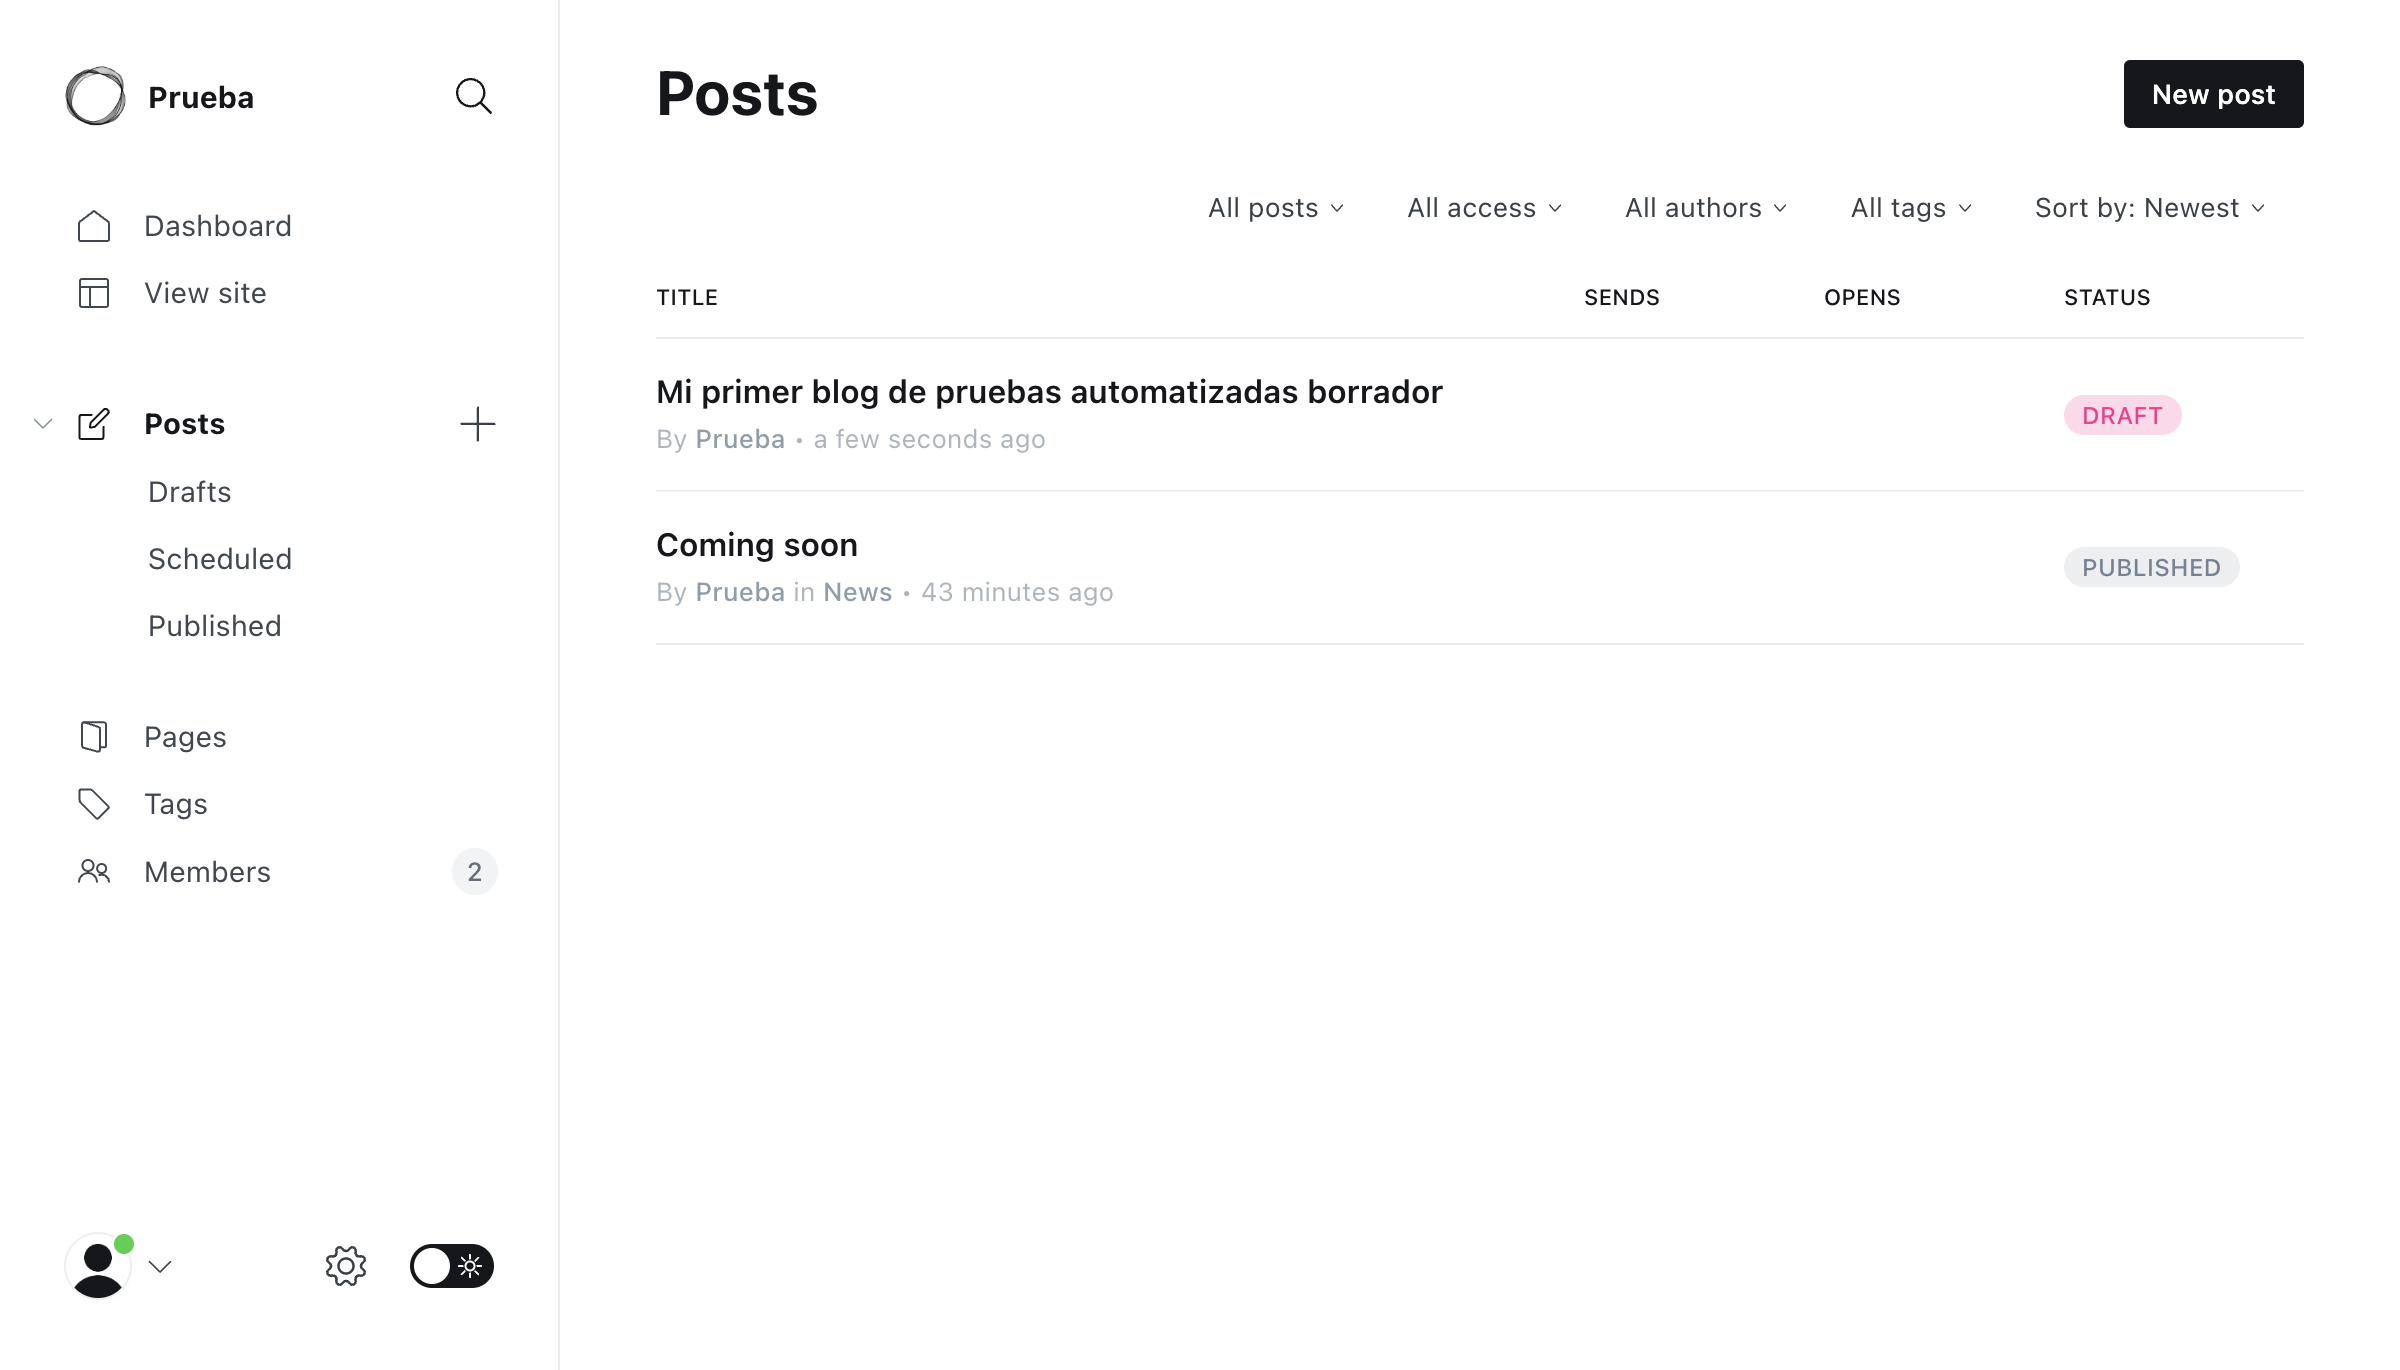 Prueba
Dashboard
View site
Posts
Drafts
Scheduled
Published
Pages
Tags
Members 2
Posts
New post
All posts All access All authors All tags Sort by: Newest
TITLE SENDS OPENS STATUS
Mi primer blog de pruebas automatizadas borrador
By Prueba • a few seconds ago
DRAFT
Coming soon
By Prueba in News • 43 minutes ago
PUBLISHED